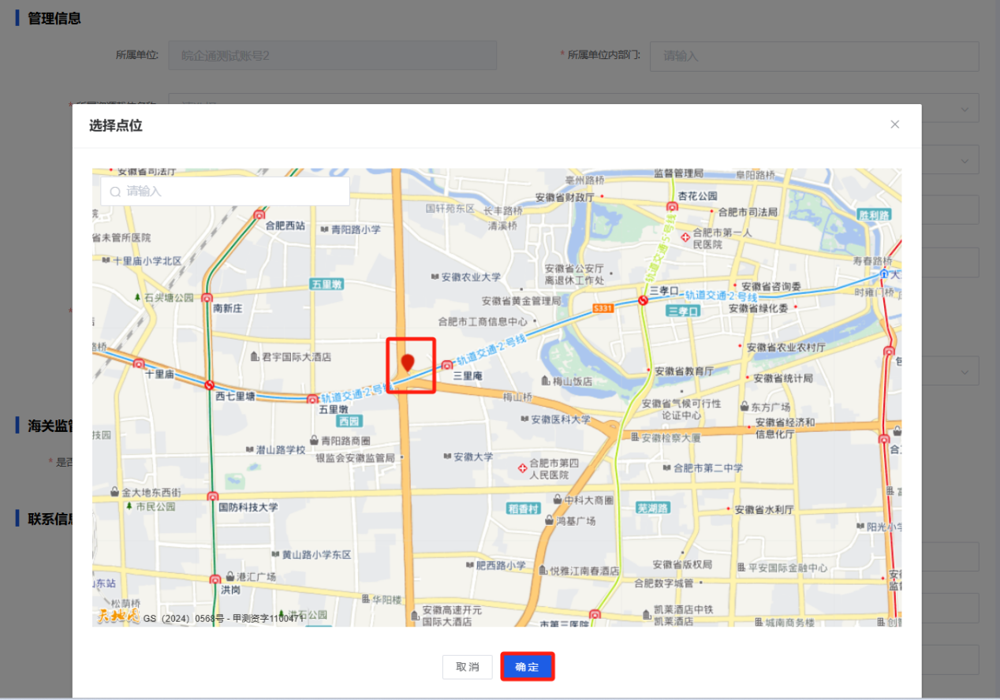 管理信息
所属单位:
皖企通测试账号2
* 所属单位内部门:
请输入
选择点位
请输入
安徽省司法厅
监督管理局
阜阳路桥
亳州路桥
安徽省财政厅
杏花公园
国轩苑东区
长丰路桥
合肥市司法局
胜利路
合肥西站
青阳路小学
清溪桥
合肥市第一人
民医院
省未管所医院
十里庙小学北区
轨道交通5号线
寿春路桥
安徽省公安厅
离退休工作处
安徽农业大学
五里墩
三孝口
轨道交通2号线
安徽省咨询委
石头塘公园
南新庄
安徽省黄金管理局
S331
三孝口
安徽省绿化委
合肥市工商信息中心
轨道交通2号线
安徽省农业农村厅
君宇国际大酒店
十里庙
三里庵
梅山饭店
安徽省教育厅
安徽省统计局
西七里塘
轨道交通2号线
梅山桥
五里墩
西园
安徽医科大学
安徽省气候可行性
论证中心
东方广场
安徽省经济和
信息化厅
海关监管
技园
青阳路商圈
安徽检察大厦
潜山路学校
银监会安徽监管局
安徽大学
合肥市第四
人民医院
合肥市第二中学
* 是否
金大地东西街
市民公园
国防科技大学
稻香村
中科大商圈
芜湖路
安徽省水利厅
联系信息
鸿基广场
阳光小学
黄山路小学东区
肥西路小学
悦雅江南春酒店
安徽省版权局
平安国际金融中心
港汇广场
洪岗
合肥数字城管
松荫桥
华阳楼
洪石公园
安徽高速开元
国际大酒店
市第三医院
凯莱酒店中铁
凯莱酒店
城南商务楼
天地图
GS（2024）0568号 - 甲测资字1100471
取消
确定